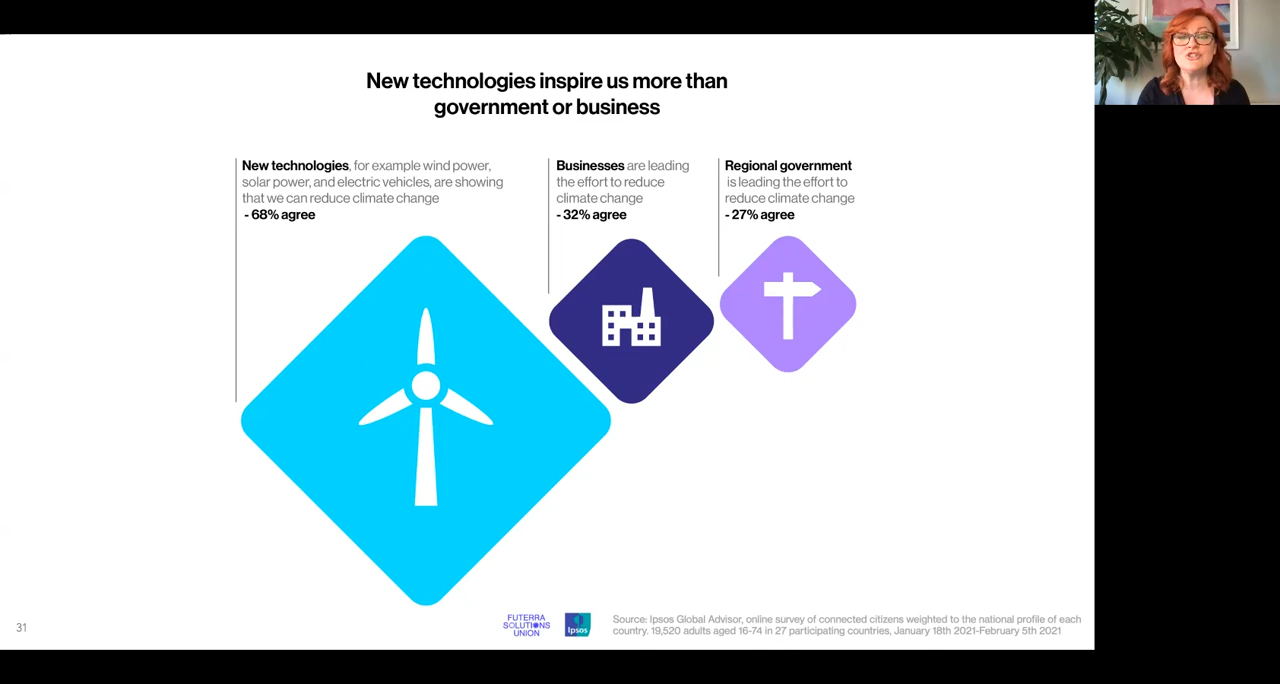 New technologies inspire us more than
government or business
New technologies, for example wind power,
solar power, and electric vehicles, are showing
that we can reduce climate change
- 68% agree
Businesses are leading
the effort to reduce
climate change
- 32% agree
Regional government
is leading the effort to
reduce climate change
- 27% agree
31
FUTERRA
SOLUTIONS
UNION
Ipsos
Source: Ipsos Global Advisor, online survey of connected citizens weighted to the national profile of each
country. 19,520 adults aged 16-74 in 27 participating countries, January 18th 2021-February 5th 2021